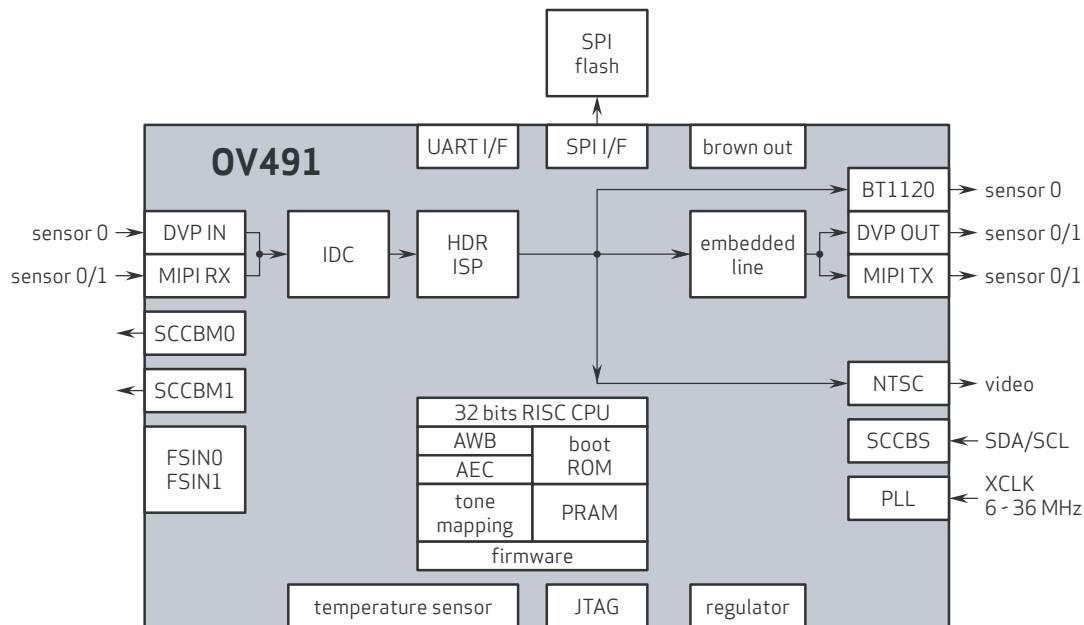 SPI
flash
UART I/F
SPI I/F
brown out
OV491
BT1120
sensor 0
sensor 0
DVP IN
IDC
HDR
ISP
embedded
line
DVP OUT
sensor 0/1
sensor 0/1
MIPI RX
MIPI TX
sensor 0/1
SCCBM0
SCCBM1
NTSC
video
FSIN0
FSIN1
32 bits RISC CPU
AWB
AEC
boot
ROM
tone
mapping
PRAM
firmware
SCCBS
SDA/SCL
PLL
XCLK
6 - 36 MHz
temperature sensor
JTAG
regulator